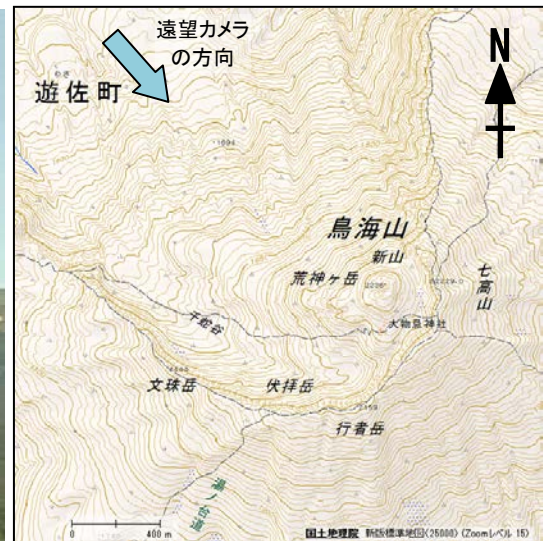 遠望カメラ
の方向
N
遊佐町
鳥海山
新山
荒神ヶ岳
七高山
大物忌神社
千蛇谷
文珠岳
伏拝岳
行者岳
湯ノ台道
0 400 m
国土地理院 新版標準地図(25000) (Zoomレベル 15)